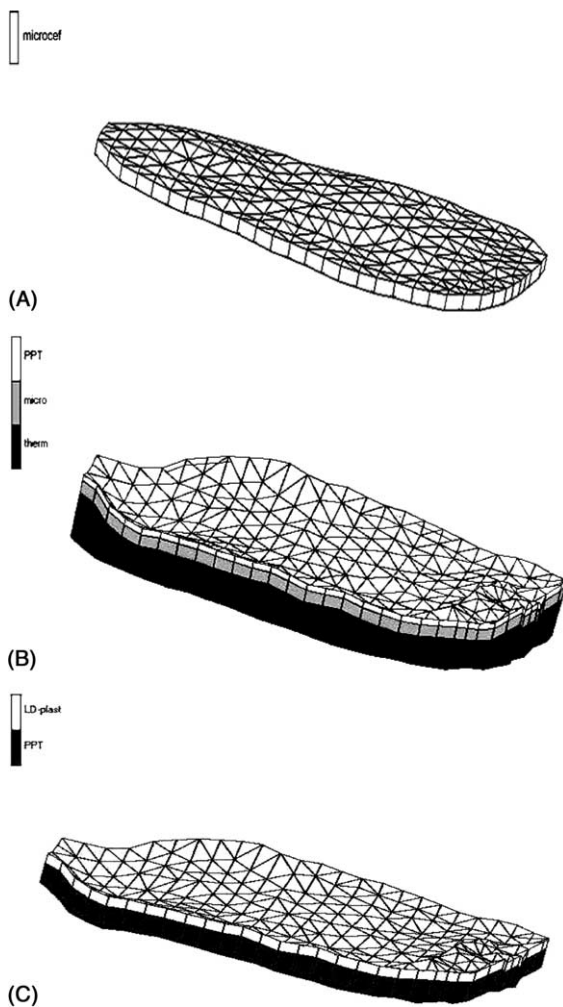 microcef
(A)
PPT
micro
therm
(B)
LD-plast
PPT
(C)